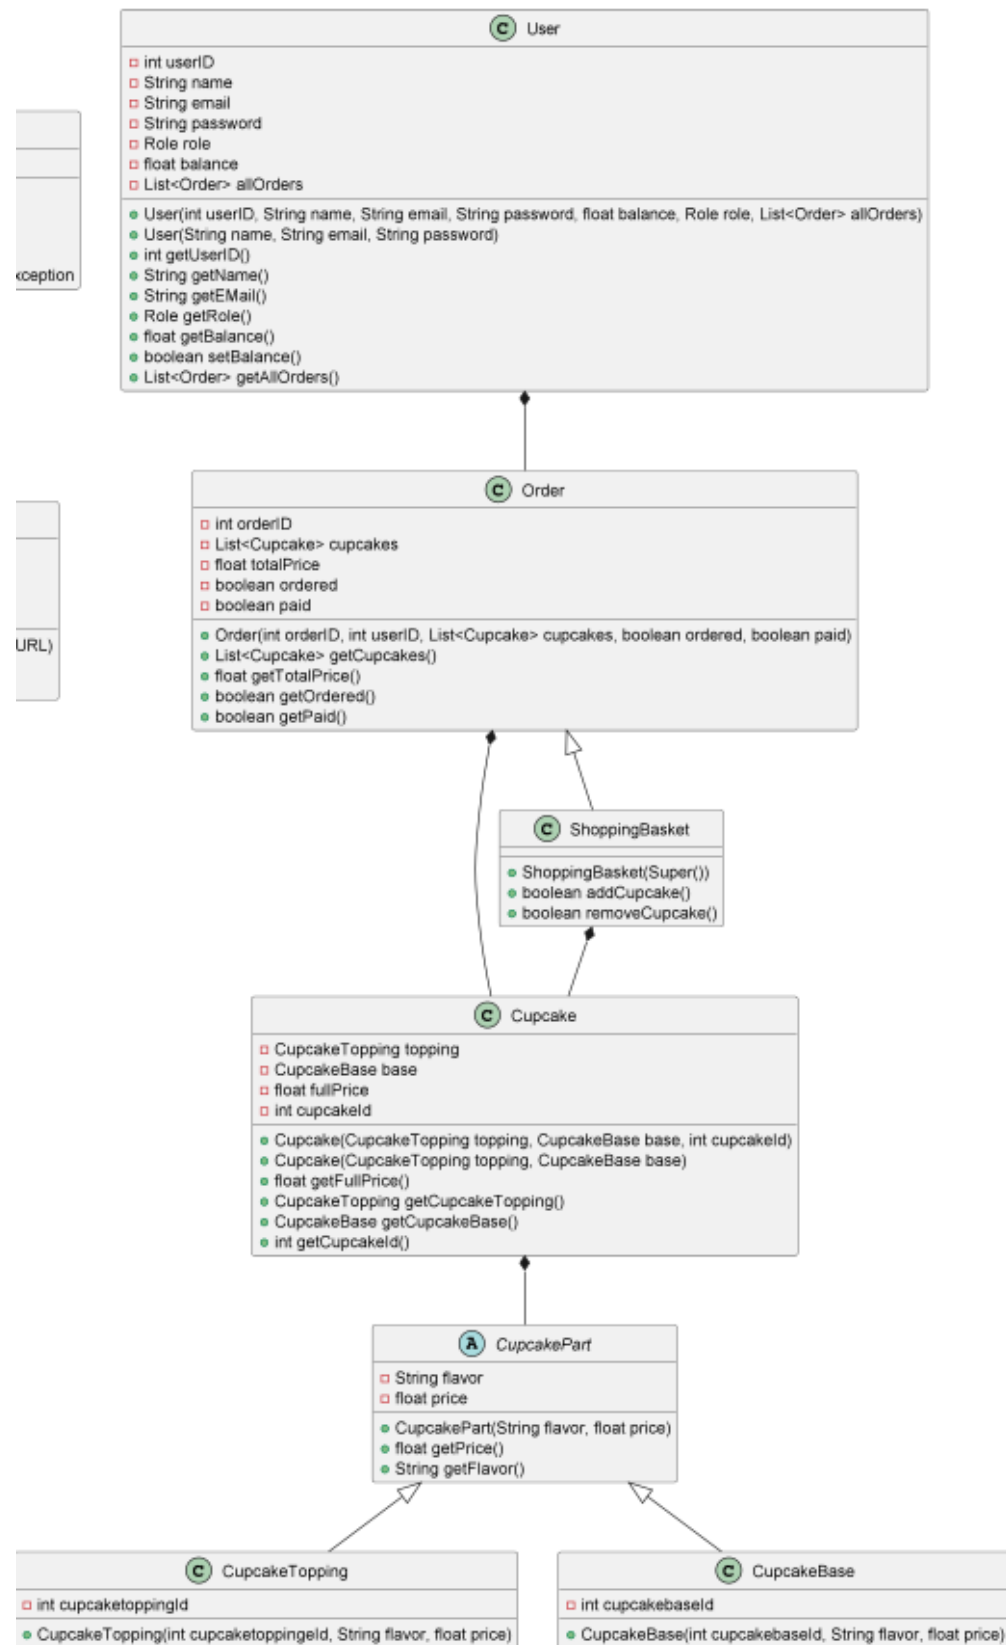 C User
int userID
String name
String email
String password
Role role
float balance
List<Order> allOrders
User(int userID, String name, String email, String password, float balance, Role role, List<Order> allOrders)
User(String name, String email, String password)
int getUserID()
String getName()
String getEMail()
Role getRole()
float getBalance()
boolean setBalance()
List<Order> getAllOrders()
xception
C Order
int orderID
List<Cupcake> cupcakes
float totalPrice
boolean ordered
boolean paid
Order(int orderID, int userID, List<Cupcake> cupcakes, boolean ordered, boolean paid)
List<Cupcake> getCupcakes()
float getTotalPrice()
boolean getOrdered()
boolean getPaid()
URL)
C ShoppingBasket
ShoppingBasket(Super())
boolean addCupcake()
boolean removeCupcake()
C Cupcake
CupcakeTopping topping
CupcakeBase base
float fullPrice
int cupcakeId
Cupcake(CupcakeTopping topping, CupcakeBase base, int cupcakeId)
Cupcake(CupcakeTopping topping, CupcakeBase base)
float getFullPrice()
CupcakeTopping getCupcakeTopping()
CupcakeBase getCupcakeBase()
int getCupcakeId()
A CupcakePart
String flavor
float price
CupcakePart(String flavor, float price)
float getPrice()
String getFlavor()
C CupcakeTopping
int cupcaketoppingId
CupcakeTopping(int cupcaketoppingeId, String flavor, float price)
C CupcakeBase
int cupcakebaseId
CupcakeBase(int cupcakebaseId, String flavor, float price)